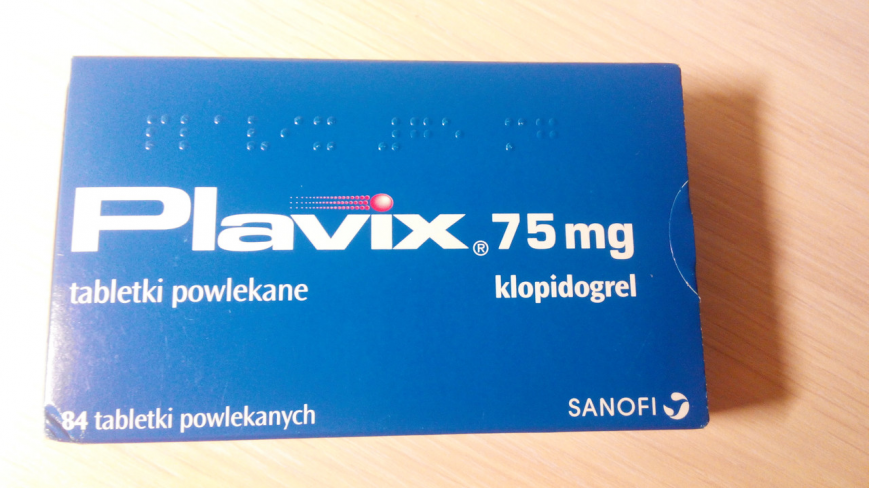 Plavix® 75 mg
tabletki powlekane klopidogrel
84 tabletki powlekanych SANOFI